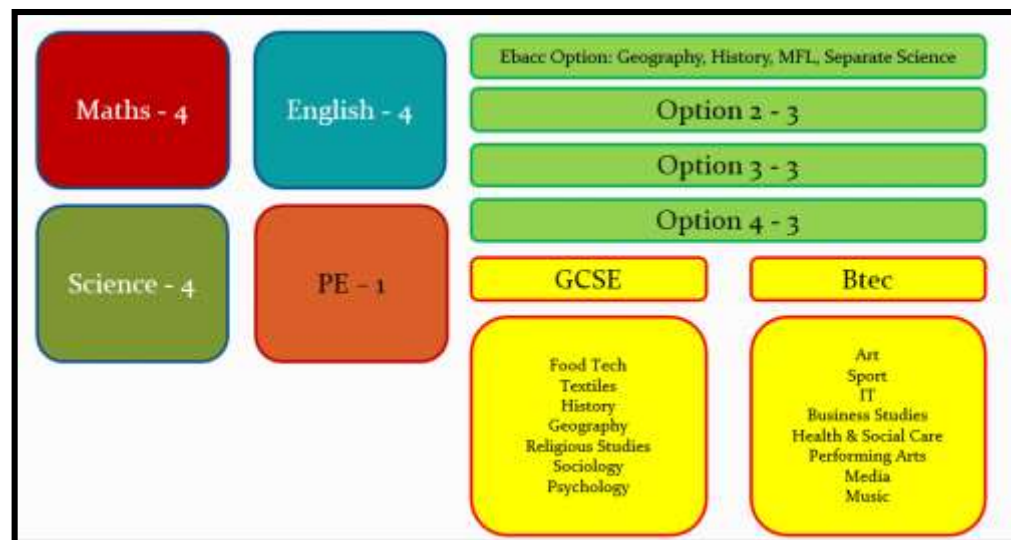 Maths - 4
English - 4
Science - 4
PE - 1
Ebacc Option: Geography, History, MFL, Separate Science
Option 2 - 3
Option 3 - 3
Option 4 - 3
GCSE
Btec
Food Tech
Textiles
History
Geography
Religious Studies
Sociology
Psychology
Art
Sport
IT
Business Studies
Health & Social Care
Performing Arts
Media
Music